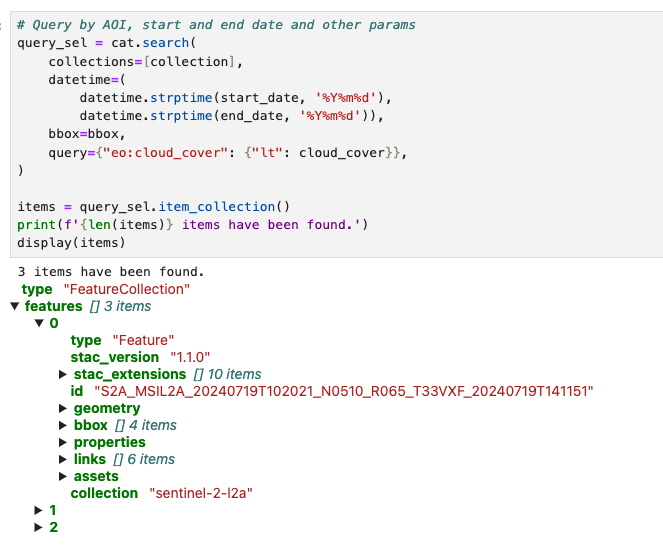 # Query by AOI, start and end date and other params
query_sel = cat.search(
    collections=[collection],
    datetime=(
        datetime.strptime(start_date, '%Y%m%d'),
        datetime.strptime(end_date, '%Y%m%d')),
    bbox=bbox,
    query={"eo:cloud_cover": {"lt": cloud_cover}},
)

items = query_sel.item_collection()
print(f'{len(items)} items have been found.')
display(items)
3 items have been found.
type "FeatureCollection"
▼ features [] 3 items
▼ 0
type "Feature"
stac_version "1.1.0"
▶ stac_extensions [] 10 items
id "S2A_MSIL2A_20240719T102021_N0510_R065_T33VXF_20240719T141151"
▶ geometry
▶ bbox [] 4 items
▶ properties
▶ links [] 6 items
▶ assets
collection "sentinel-2-l2a"
▶ 1
▶ 2